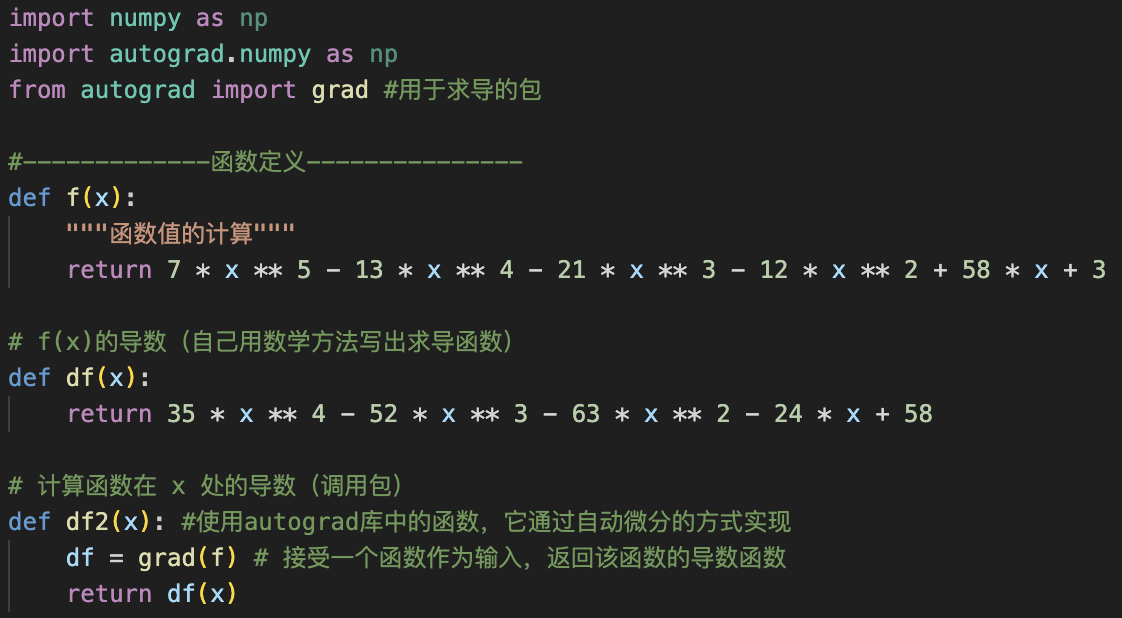 import numpy as np
import autograd.numpy as np
from autograd import grad #用于求导的包
#-------------函数定义---------------
def f(x):
    """函数值的计算"""
    return 7 * x ** 5 - 13 * x ** 4 - 21 * x ** 3 - 12 * x ** 2 + 58 * x + 3
# f(x)的导数（自己用数学方法写出求导函数）
def df(x):
    return 35 * x ** 4 - 52 * x ** 3 - 63 * x ** 2 - 24 * x + 58
# 计算函数在 x 处的导数（调用包）
def df2(x): #使用autograd库中的函数，它通过自动微分的方式实现
    df = grad(f) # 接受一个函数作为输入，返回该函数的导数函数
    return df(x)